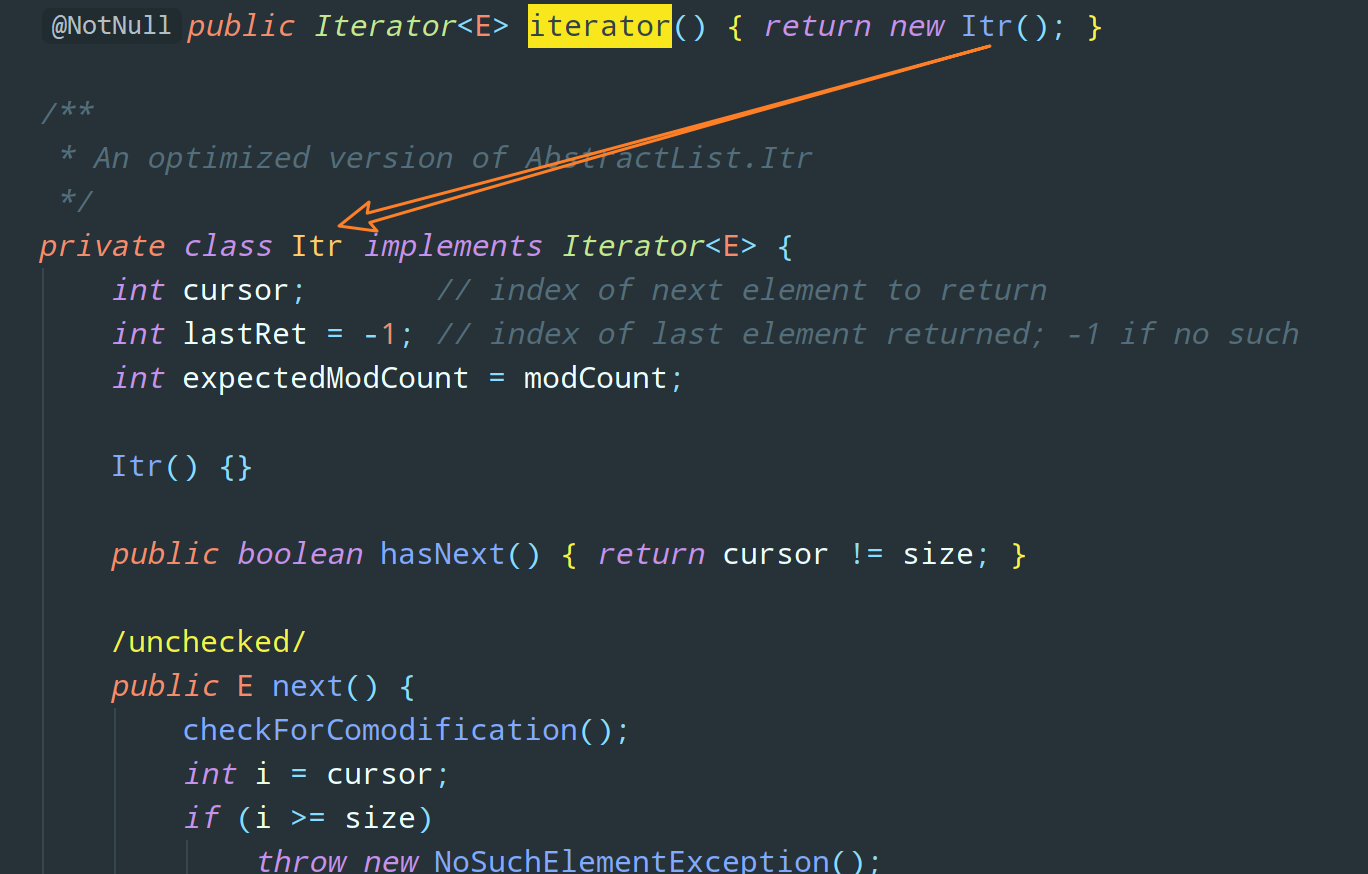 @NotNull public Iterator<E> iterator() { return new Itr(); }
/**
* An optimized version of AbstractList.Itr
*/
private class Itr implements Iterator<E> {
int cursor; // index of next element to return
int lastRet = -1; // index of last element returned; -1 if no such
int expectedModCount = modCount;
Itr() {}
public boolean hasNext() { return cursor != size; }
/unchecked/
public E next() {
checkForComodification();
int i = cursor;
if (i >= size)
throw new NoSuchElementException();